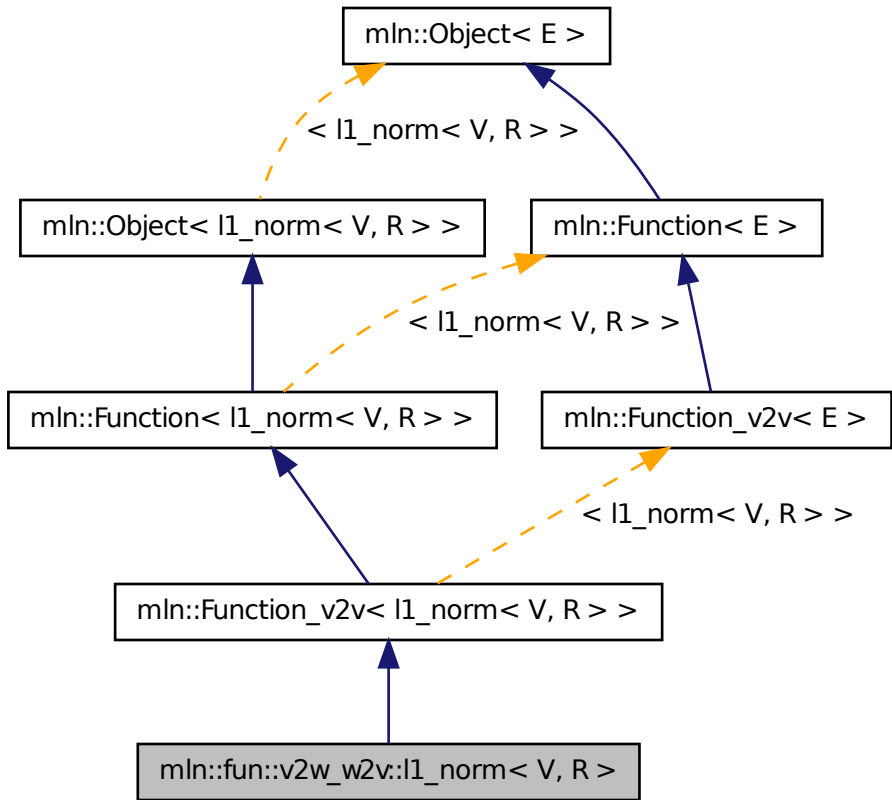 mln::Object< E >
< l1_norm< V, R > >
mln::Object< l1_norm< V, R > >
mln::Function< E >
< l1_norm< V, R > >
mln::Function< l1_norm< V, R > >
mln::Function_v2v< E >
< l1_norm< V, R > >
mln::Function_v2v< l1_norm< V, R > >
mln::fun::v2w_w2v::l1_norm< V, R >